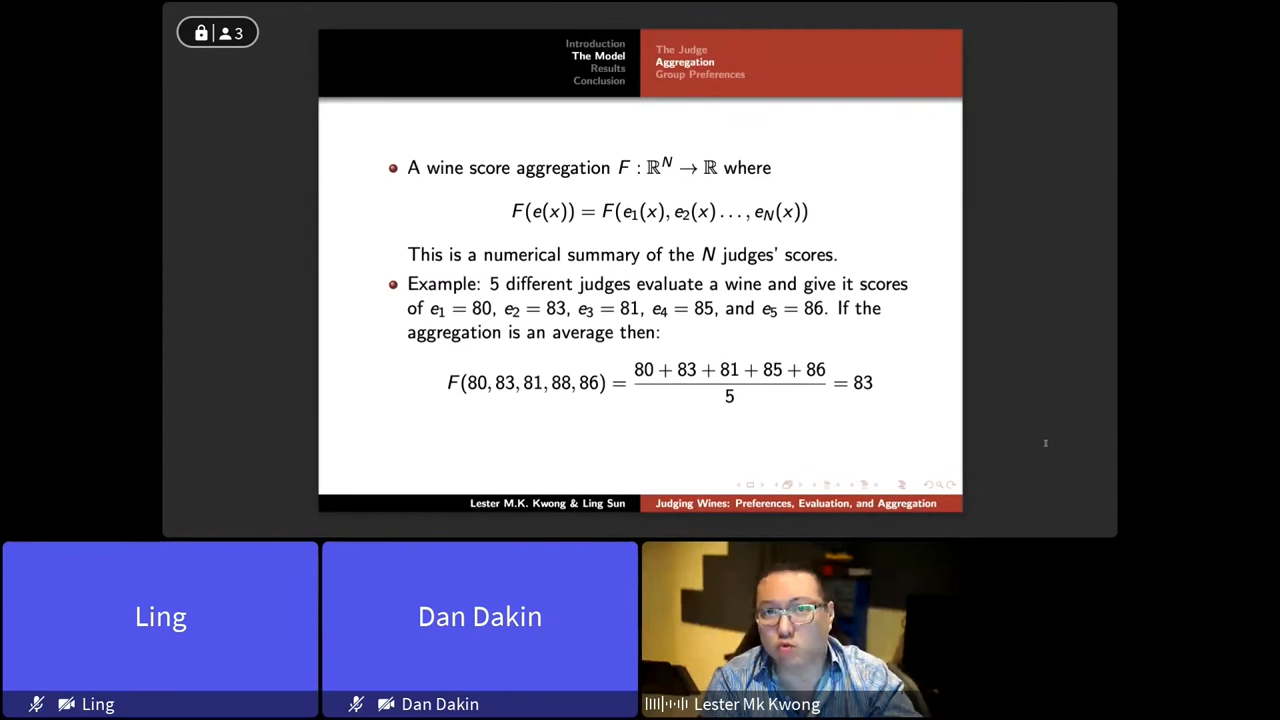 3
Introduction
The Model
Results
Conclusion
The Judge
Aggregation
Group Preferences
A wine score aggregation F : ℝ^N → ℝ where
F(e(x)) = F(e₁(x), e₂(x) . . . , e_N(x))
This is a numerical summary of the N judges' scores.
Example: 5 different judges evaluate a wine and give it scores
of e₁ = 80, e₂ = 83, e₃ = 81, e₄ = 85, and e₅ = 86. If the
aggregation is an average then:
F(80, 83, 81, 88, 86) = (80 + 83 + 81 + 85 + 86) / 5 = 83
Lester M.K. Kwong & Ling Sun
Judging Wines: Preferences, Evaluation, and Aggregation
Ling
Dan Dakin
Ling
Dan Dakin
Lester Mk Kwong